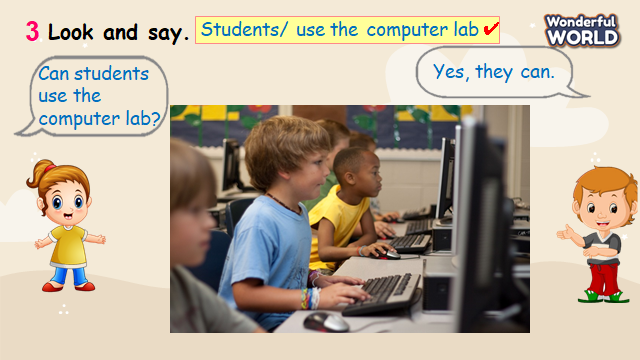 3 Look and say.
Students/ use the computer lab ✔
Wonderful
WORLD
Can students
use the
computer lab?
Yes, they can.